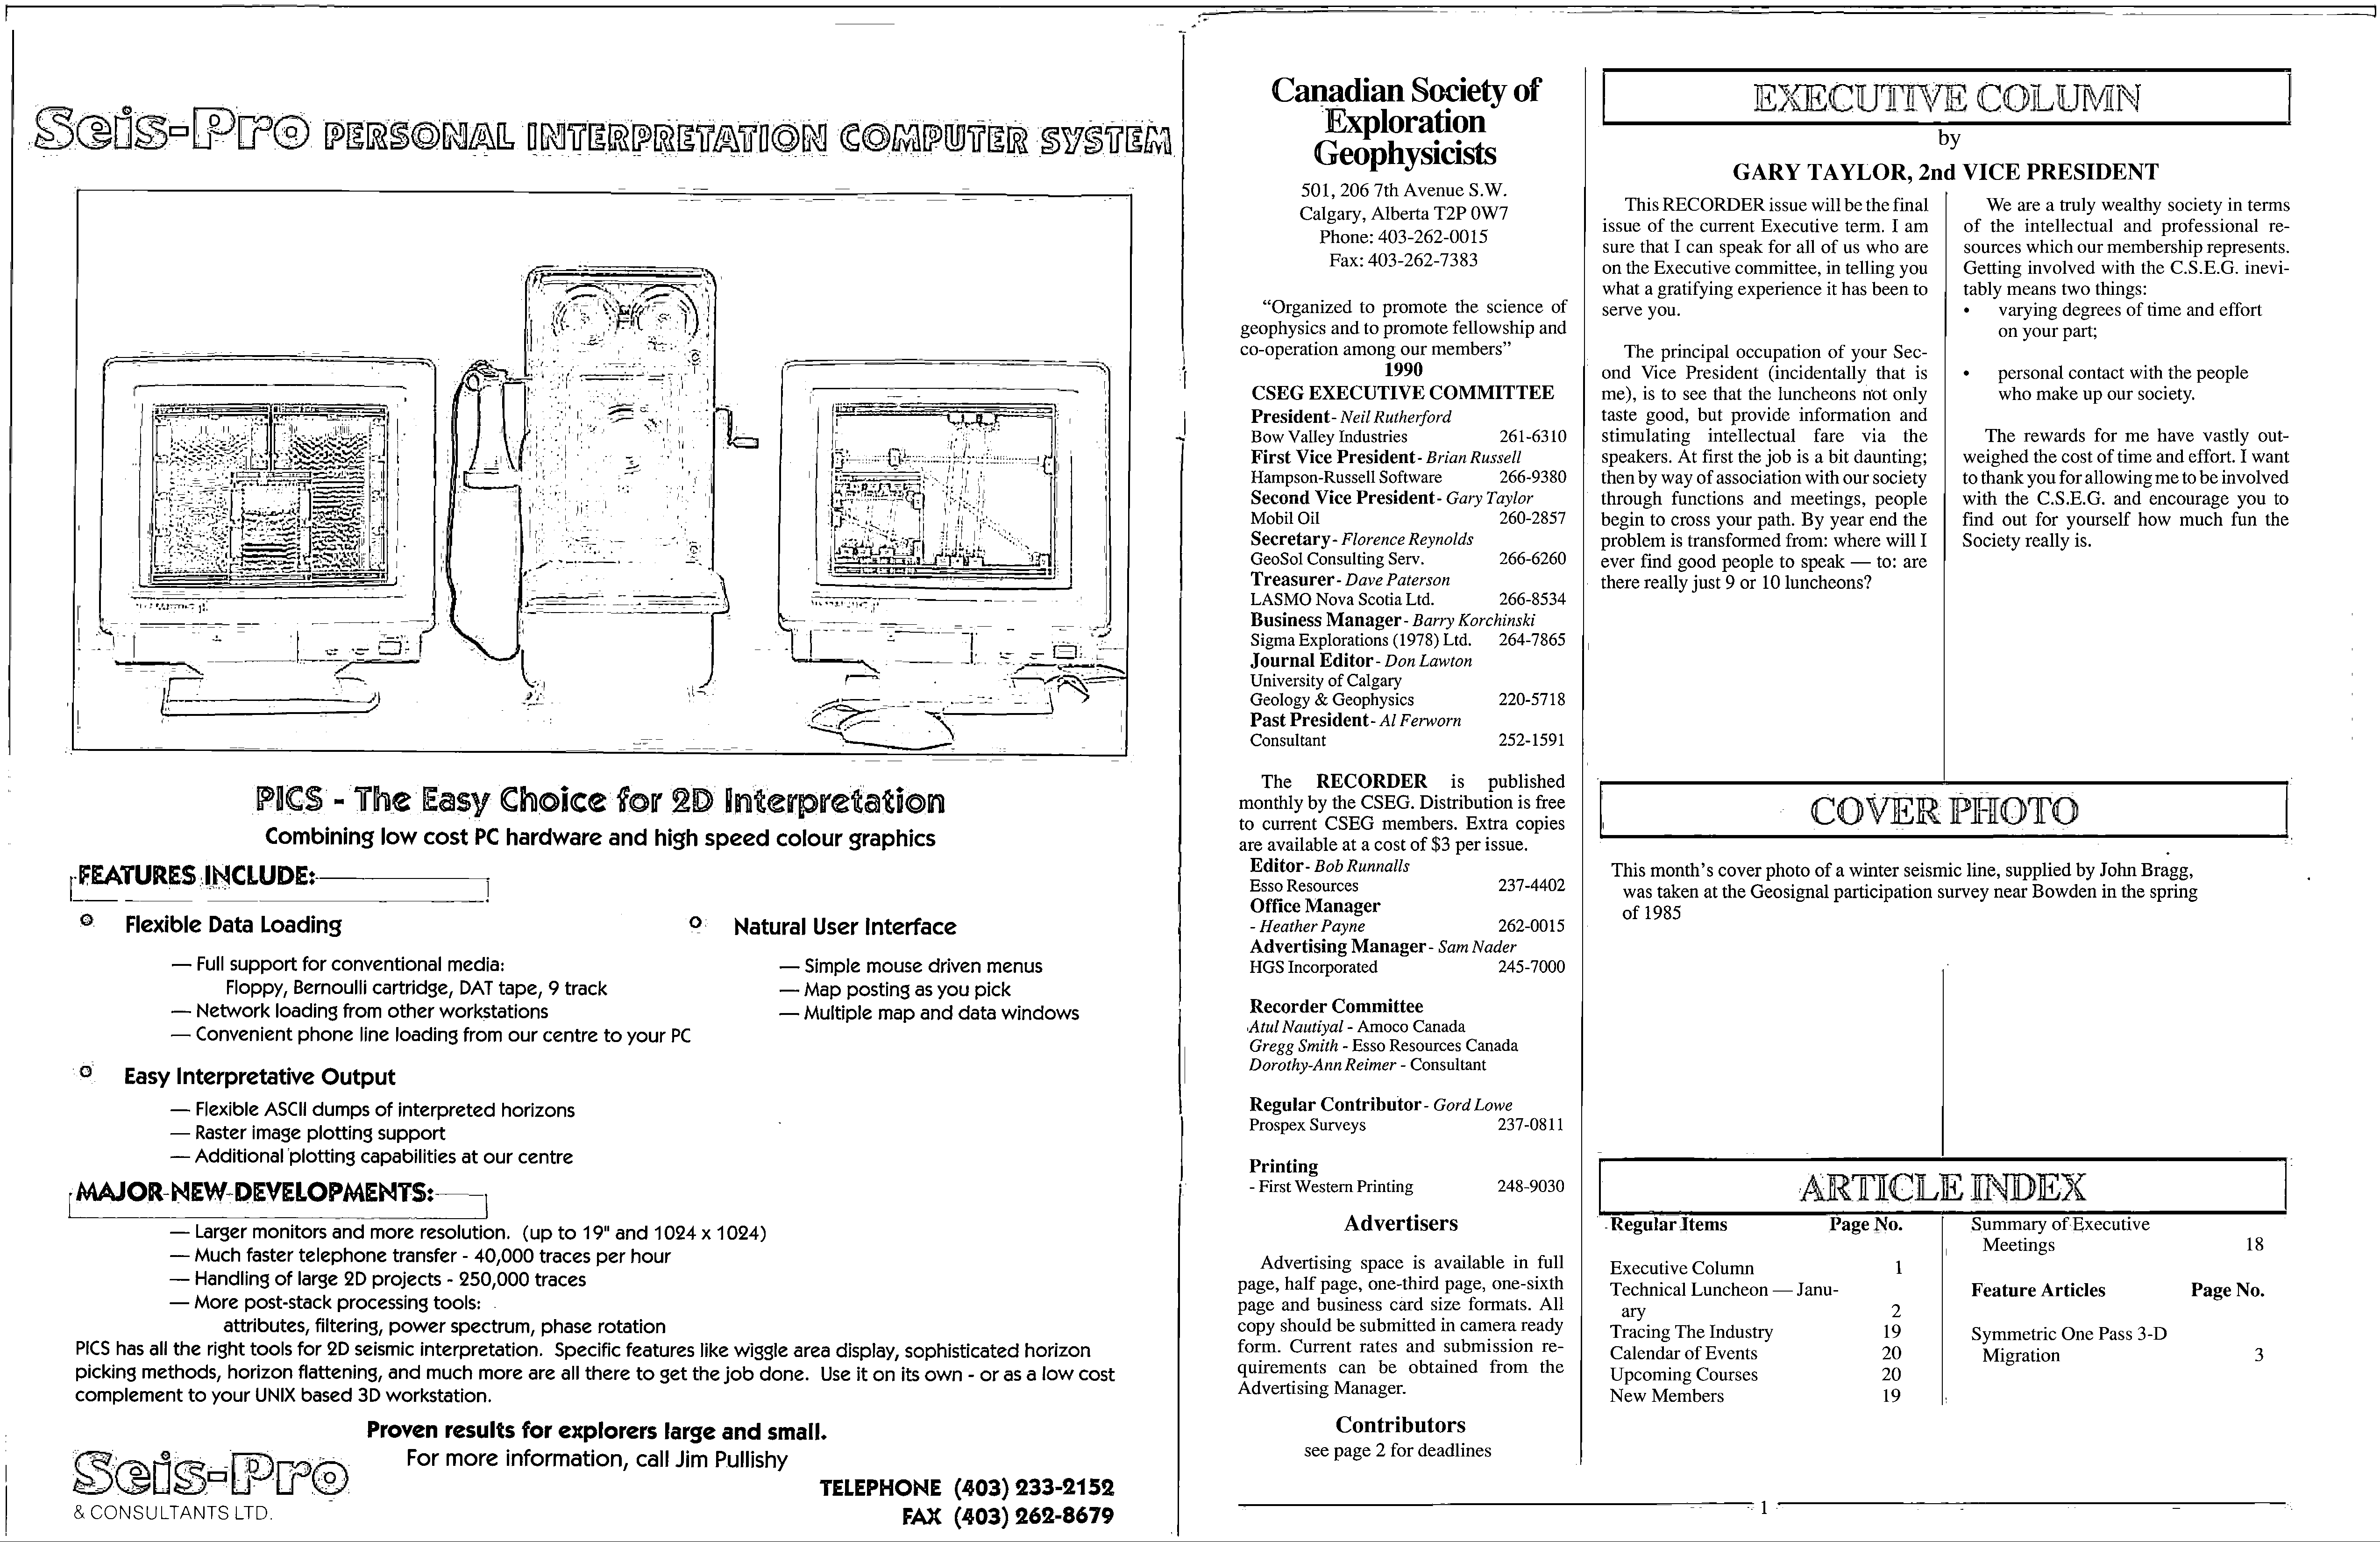 Seis-Pro PERSONAL INTERPRETATION COMPUTER SYSTEM
PICS - The Easy Choice for 2D Interpretation
Combining low cost PC hardware and high speed colour graphics
FEATURES INCLUDE:
Flexible Data Loading
— Full support for conventional media:
Floppy, Bernoulli cartridge, DAT tape, 9 track
— Network loading from other workstations
— Convenient phone line loading from our centre to your PC
Natural User Interface
— Simple mouse driven menus
— Map posting as you pick
— Multiple map and data windows
Easy Interpretative Output
— Flexible ASCII dumps of interpreted horizons
— Raster image plotting support
— Additional plotting capabilities at our centre
MAJOR NEW DEVELOPMENTS:
— Larger monitors and more resolution. (up to 19" and 1024 x 1024)
— Much faster telephone transfer - 40,000 traces per hour
— Handling of large 2D projects - 250,000 traces
— More post-stack processing tools:
attributes, filtering, power spectrum, phase rotation
PICS has all the right tools for 2D seismic interpretation. Specific features like wiggle area display, sophisticated horizon
picking methods, horizon flattening, and much more are all there to get the job done. Use it on its own - or as a low cost
complement to your UNIX based 3D workstation.
Proven results for explorers large and small.
For more information, call Jim Pullishy
Seis-Pro
& CONSULTANTS LTD.
TELEPHONE (403) 233-2152
FAX (403) 262-8679
Canadian Society of
Exploration
Geophysicists
501, 206 7th Avenue S.W.
Calgary, Alberta T2P 0W7
Phone: 403-262-0015
Fax: 403-262-7383
“Organized to promote the science of
geophysics and to promote fellowship and
co-operation among our members”
1990
CSEG EXECUTIVE COMMITTEE
President - Neil Rutherford
Bow Valley Industries 261-6310
First Vice President - Brian Russell
Hampson-Russell Software 266-9380
Second Vice President - Gary Taylor
Mobil Oil 260-2857
Secretary - Florence Reynolds
GeoSol Consulting Serv. 266-6260
Treasurer - Dave Paterson
LASMO Nova Scotia Ltd. 266-8534
Business Manager - Barry Korchinski
Sigma Explorations (1978) Ltd. 264-7865
Journal Editor - Don Lawton
University of Calgary
Geology & Geophysics 220-5718
Past President - Al Ferworn
Consultant 252-1591
The RECORDER is published
monthly by the CSEG. Distribution is free
to current CSEG members. Extra copies
are available at a cost of $3 per issue.
Editor - Bob Runnalls
Esso Resources 237-4402
Office Manager
- Heather Payne 262-0015
Advertising Manager - Sam Nader
HGS Incorporated 245-7000
Recorder Committee
Atul Nautiyal - Amoco Canada
Gregg Smith - Esso Resources Canada
Dorothy-Ann Reimer - Consultant
Regular Contributor - Gord Lowe
Prospex Surveys 237-0811
Printing
- First Western Printing 248-9030
Advertisers
Advertising space is available in full
page, half page, one-third page, one-sixth
page and business card size formats. All
copy should be submitted in camera ready
form. Current rates and submission re-
quirements can be obtained from the
Advertising Manager.
Contributors
see page 2 for deadlines
EXECUTIVE COLUMN
by
GARY TAYLOR, 2nd VICE PRESIDENT
This RECORDER issue will be the final
issue of the current Executive term. I am
sure that I can speak for all of us who are
on the Executive committee, in telling you
what a gratifying experience it has been to
serve you.
The principal occupation of your Sec-
ond Vice President (incidentally that is
me), is to see that the luncheons not only
taste good, but provide information and
stimulating intellectual fare via the
speakers. At first the job is a bit daunting;
then by way of association with our society
through functions and meetings, people
begin to cross your path. By year end the
problem is transformed from: where will I
ever find good people to speak — to: are
there really just 9 or 10 luncheons?
We are a truly wealthy society in terms
of the intellectual and professional re-
sources which our membership represents.
Getting involved with the C.S.E.G. inevi-
tably means two things:
• varying degrees of time and effort
on your part;
• personal contact with the people
who make up our society.
The rewards for me have vastly out-
weighed the cost of time and effort. I want
to thank you for allowing me to be involved
with the C.S.E.G. and encourage you to
find out for yourself how much fun the
Society really is.
COVER PHOTO
This month's cover photo of a winter seismic line, supplied by John Bragg,
was taken at the Geosignal participation survey near Bowden in the spring
of 1985
ARTICLE INDEX
Regular Items Page No.
Executive Column 1
Technical Luncheon — Janu-
ary 2
Tracing The Industry 19
Calendar of Events 20
Upcoming Courses 20
New Members 19
Summary of Executive
Meetings 18
Feature Articles Page No.
Symmetric One Pass 3-D
Migration 3
1